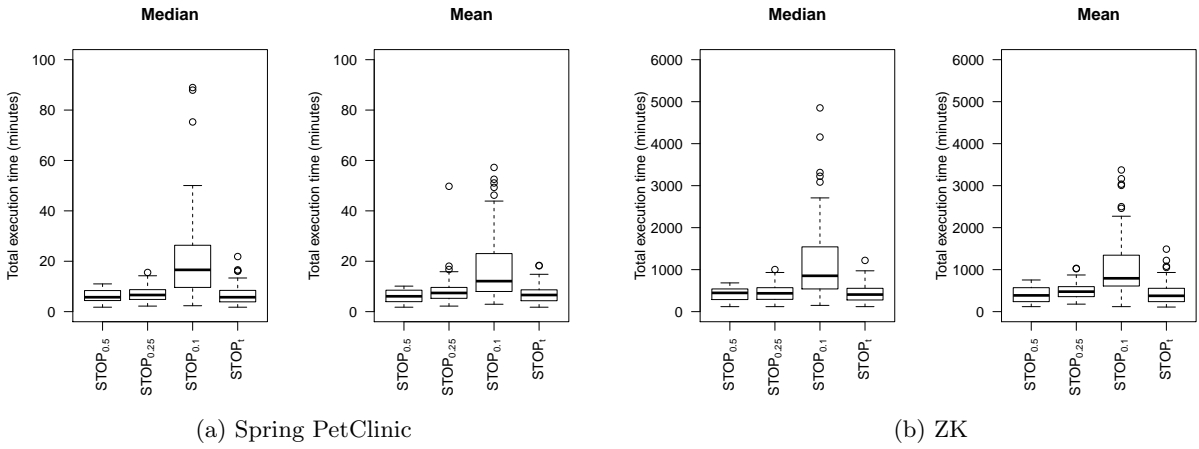 Median
Total execution time (minutes)
100
80
60
40
20
0
STOP0.5
STOP0.25
STOP0.1
STOPt
Mean
Total execution time (minutes)
100
80
60
40
20
0
STOP0.5
STOP0.25
STOP0.1
STOPt
(a) Spring PetClinic
Median
Total execution time (minutes)
6000
5000
4000
3000
2000
1000
0
STOP0.5
STOP0.25
STOP0.1
STOPt
Mean
Total execution time (minutes)
6000
5000
4000
3000
2000
1000
0
STOP0.5
STOP0.25
STOP0.1
STOPt
(b) ZK